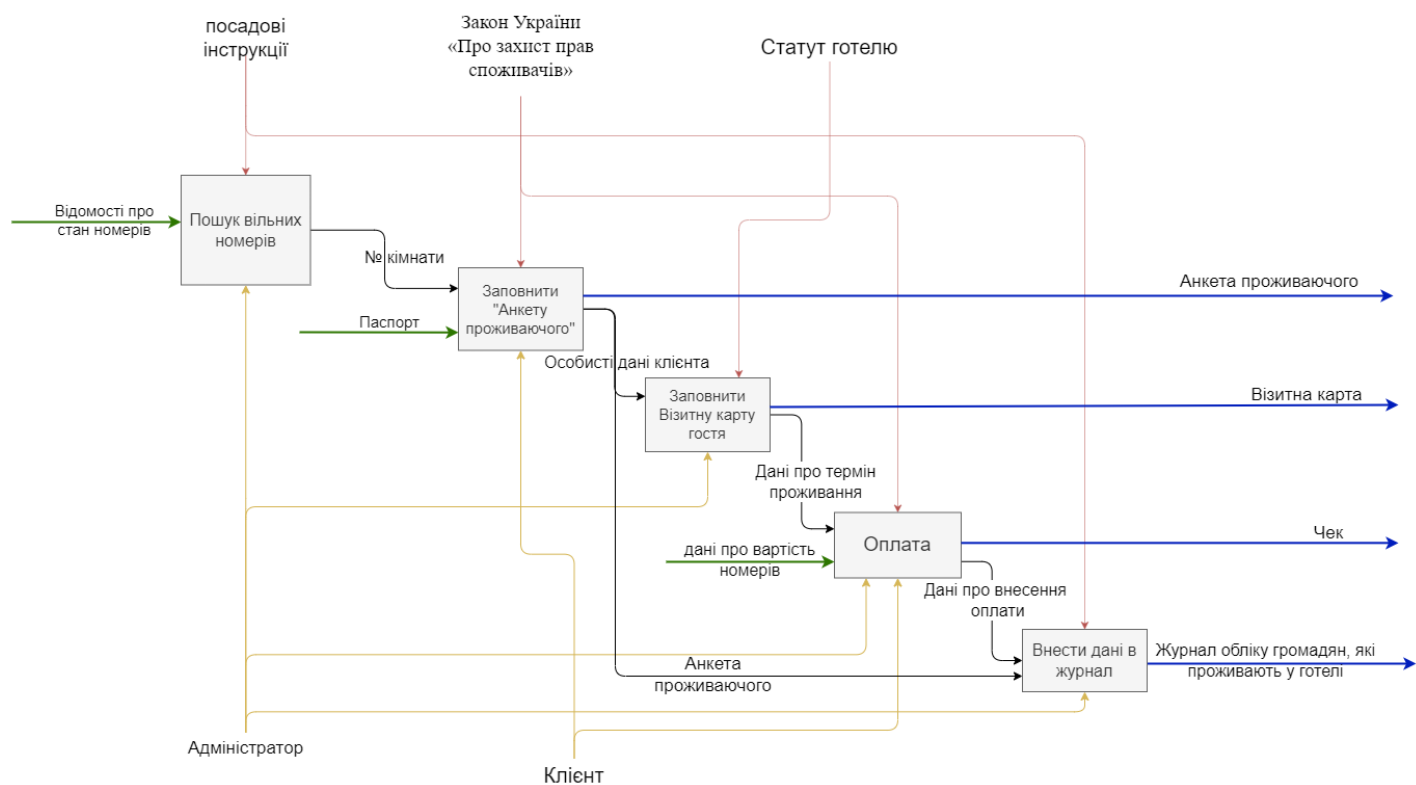 посадові
інструкції
Закон України
«Про захист прав
споживачів»
Статут готелю
Відомості про
стан номерів
Пошук вільних
номерів
№ кімнати
Заповнити
"Анкету
проживаючого"
Паспорт
Анкета проживаючого
Особисті дані клієнта
Заповнити
Візитну карту
гостя
Візитна карта
Дані про термін
проживання
дані про вартість
номерів
Оплата
Чек
Дані про внесення
оплати
Анкета
проживаючого
Внести дані в
журнал
Журнал обліку громадян, які
проживають у готелі
Адміністратор
Клієнт